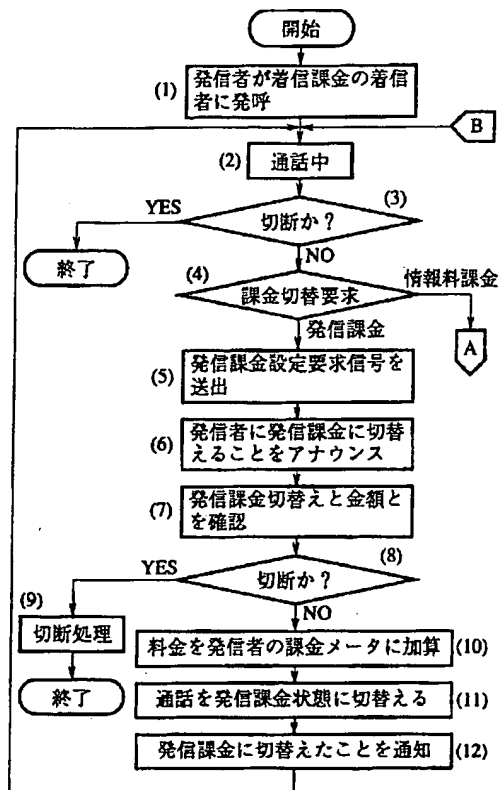 開始
(1) 発信者が着信課金の着信
者に発呼
B
(2) 通話中
(3)
YES
切断か？
終了
NO
(4)
課金切替要求
情報料課金
発信課金
A
(5) 発信課金設定要求信号を
送出
(6) 発信者に発信課金に切替
えることをアナウンス
(7) 発信課金切替えと金額と
を確認
(8)
YES
切断か？
(9)
NO
切断処理
料金を発信者の課金メータに加算 (10)
終了
通話を発信課金状態に切替える (11)
発信課金に切替えたことを通知 (12)